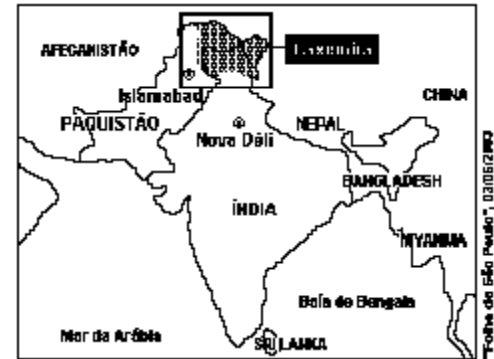 AFEGANISTÃO
Caxemira
Islamabad
CHINA
PAQUISTÃO
Nova Déli
NEPAL
BANGLADESH
ÍNDIA
MYANMA
Baía de Bengala
Mar da Arábia
SRI LANKA
"Folha de São Paulo", 03/06/2002